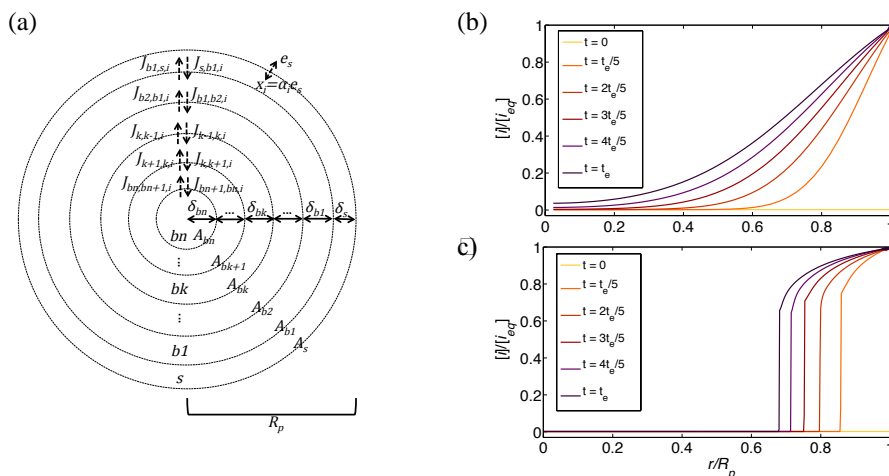 (a)
J_{b1,s,i} J_{s,b1,i}
e_s
x_i=α_ie_s
J_{b2,b1,i} J_{b1,b2,i}
J_{k,k-1,i} J_{k-1,k,i}
J_{k+1,k,i} J_{k,k+1,i}
J_{bn,bn+1,i} J_{bn+1,bn,i}
δ_{bn} ... δ_{bk} ... δ_{b1} δ_s
bn A_{bn}
⋮ A_{bk+1}
bk A_{bk}
⋮ A_{b2}
b1 A_{b1}
s A_s
R_p
(b)
[i]/[i_{eq}]
1
0.8
0.6
0.4
0.2
0
t = 0
t = t_e/5
t = 2t_e/5
t = 3t_e/5
t = 4t_e/5
t = t_e
0 0.2 0.4 0.6 0.8 1
c)
[i]/[i_{eq}]
1
0.8
0.6
0.4
0.2
0
t = 0
t = t_e/5
t = 2t_e/5
t = 3t_e/5
t = 4t_e/5
t = t_e
0 0.2 0.4 0.6 0.8 1
r/R_p